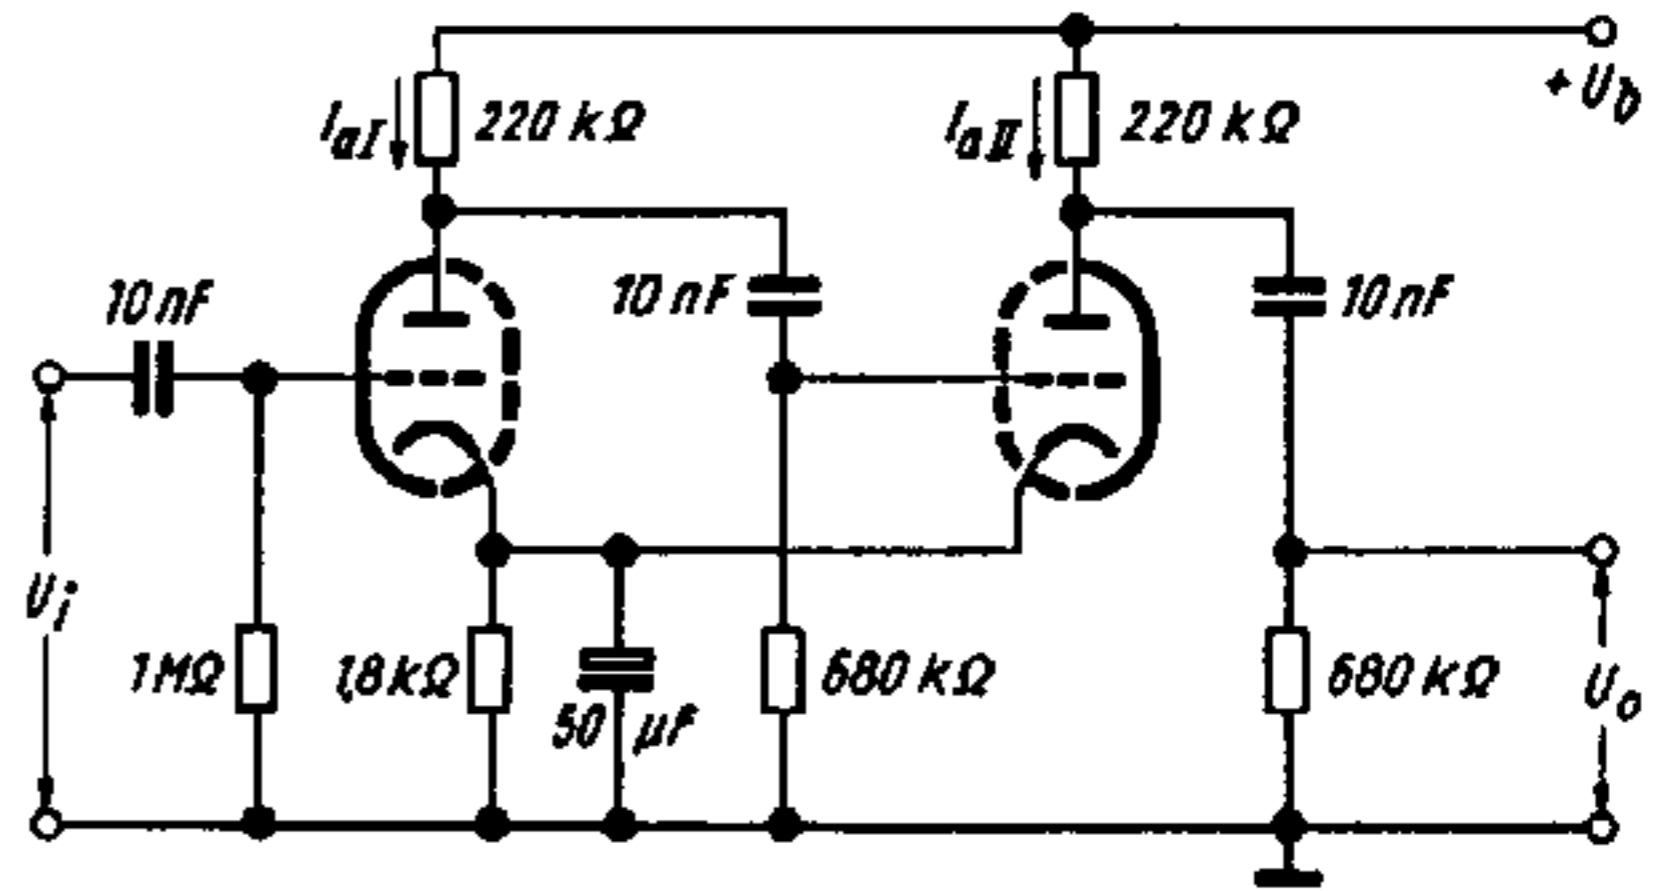 + U_b
I_aI
220 kΩ
I_aII
220 kΩ
10 nF
10 nF
10 nF
U_i
1 MΩ
1,8 kΩ
50 µF
680 kΩ
680 kΩ
U_o